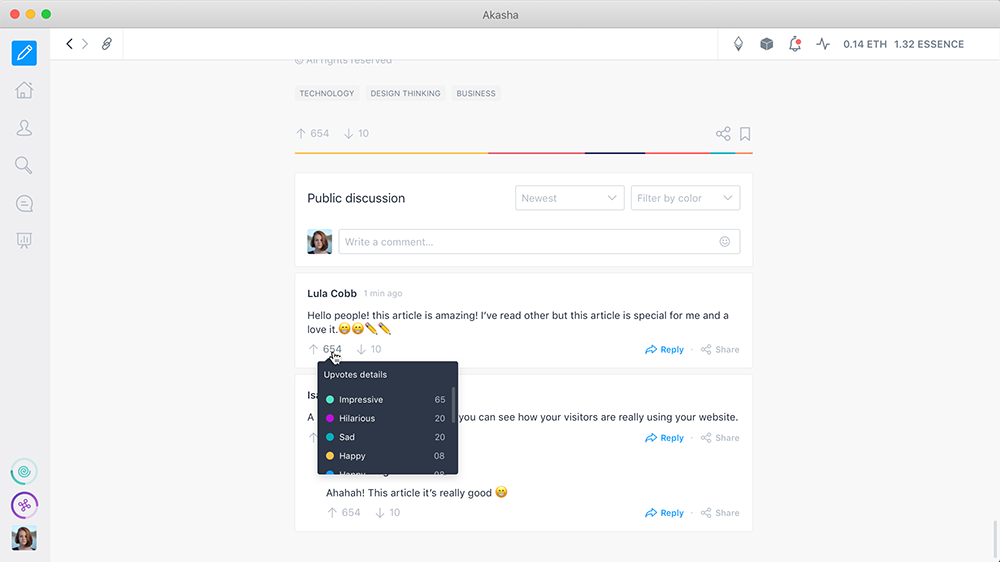 Akasha
0.14 ETH 1.32 ESSENCE
© All rights reserved
TECHNOLOGY DESIGN THINKING BUSINESS
654 10
Public discussion Newest Filter by color
Write a comment...
Lula Cobb 1 min ago
Hello people! this article is amazing! I've read other but this article is special for me and a
love it.😄😄✏️✏️
654 10 Reply · Share
Upvotes details
Impressive 65
Hilarious 20
Sad 20
Happy 08
Happy 08
Isa
A you can see how your visitors are really using your website.
Reply · Share
Ahahah! This article it's really good 😄
654 10 Reply · Share